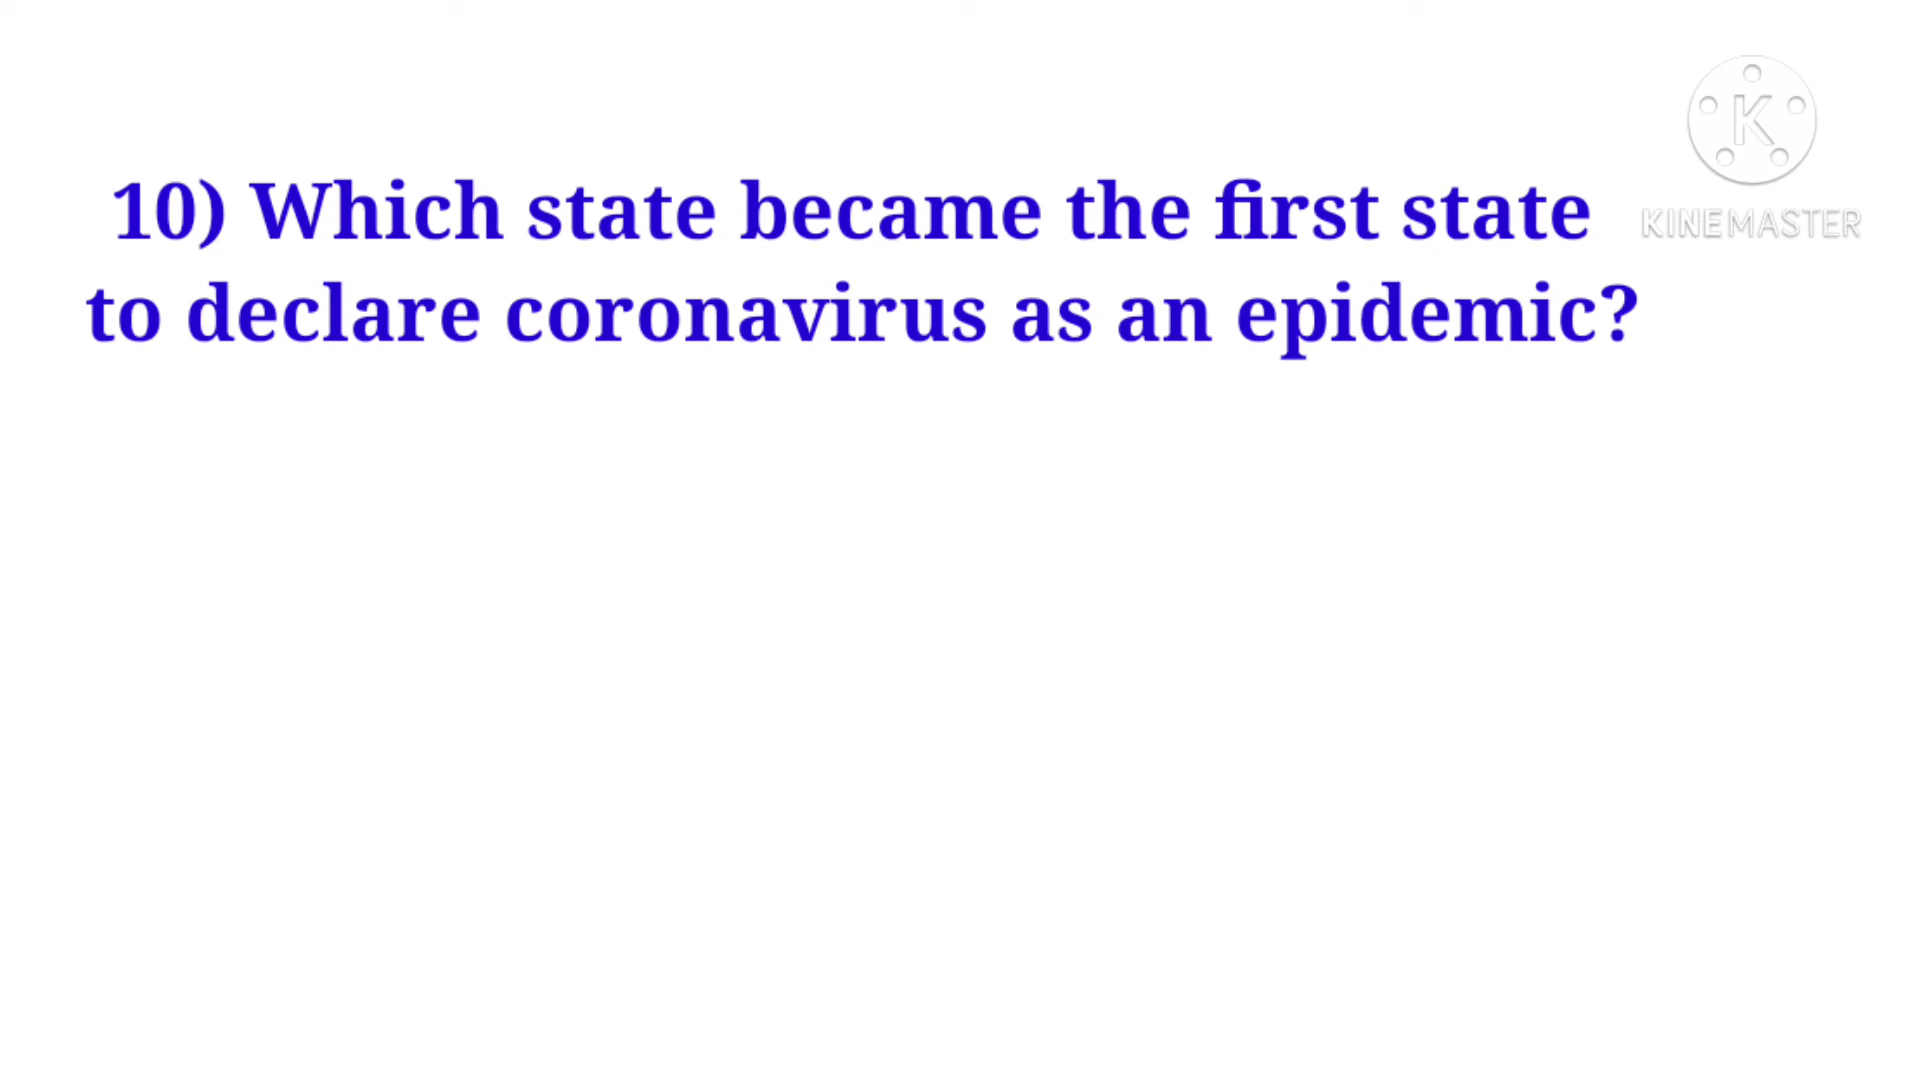 10) Which state became the first state
to declare coronavirus as an epidemic?
K
KINEMASTER